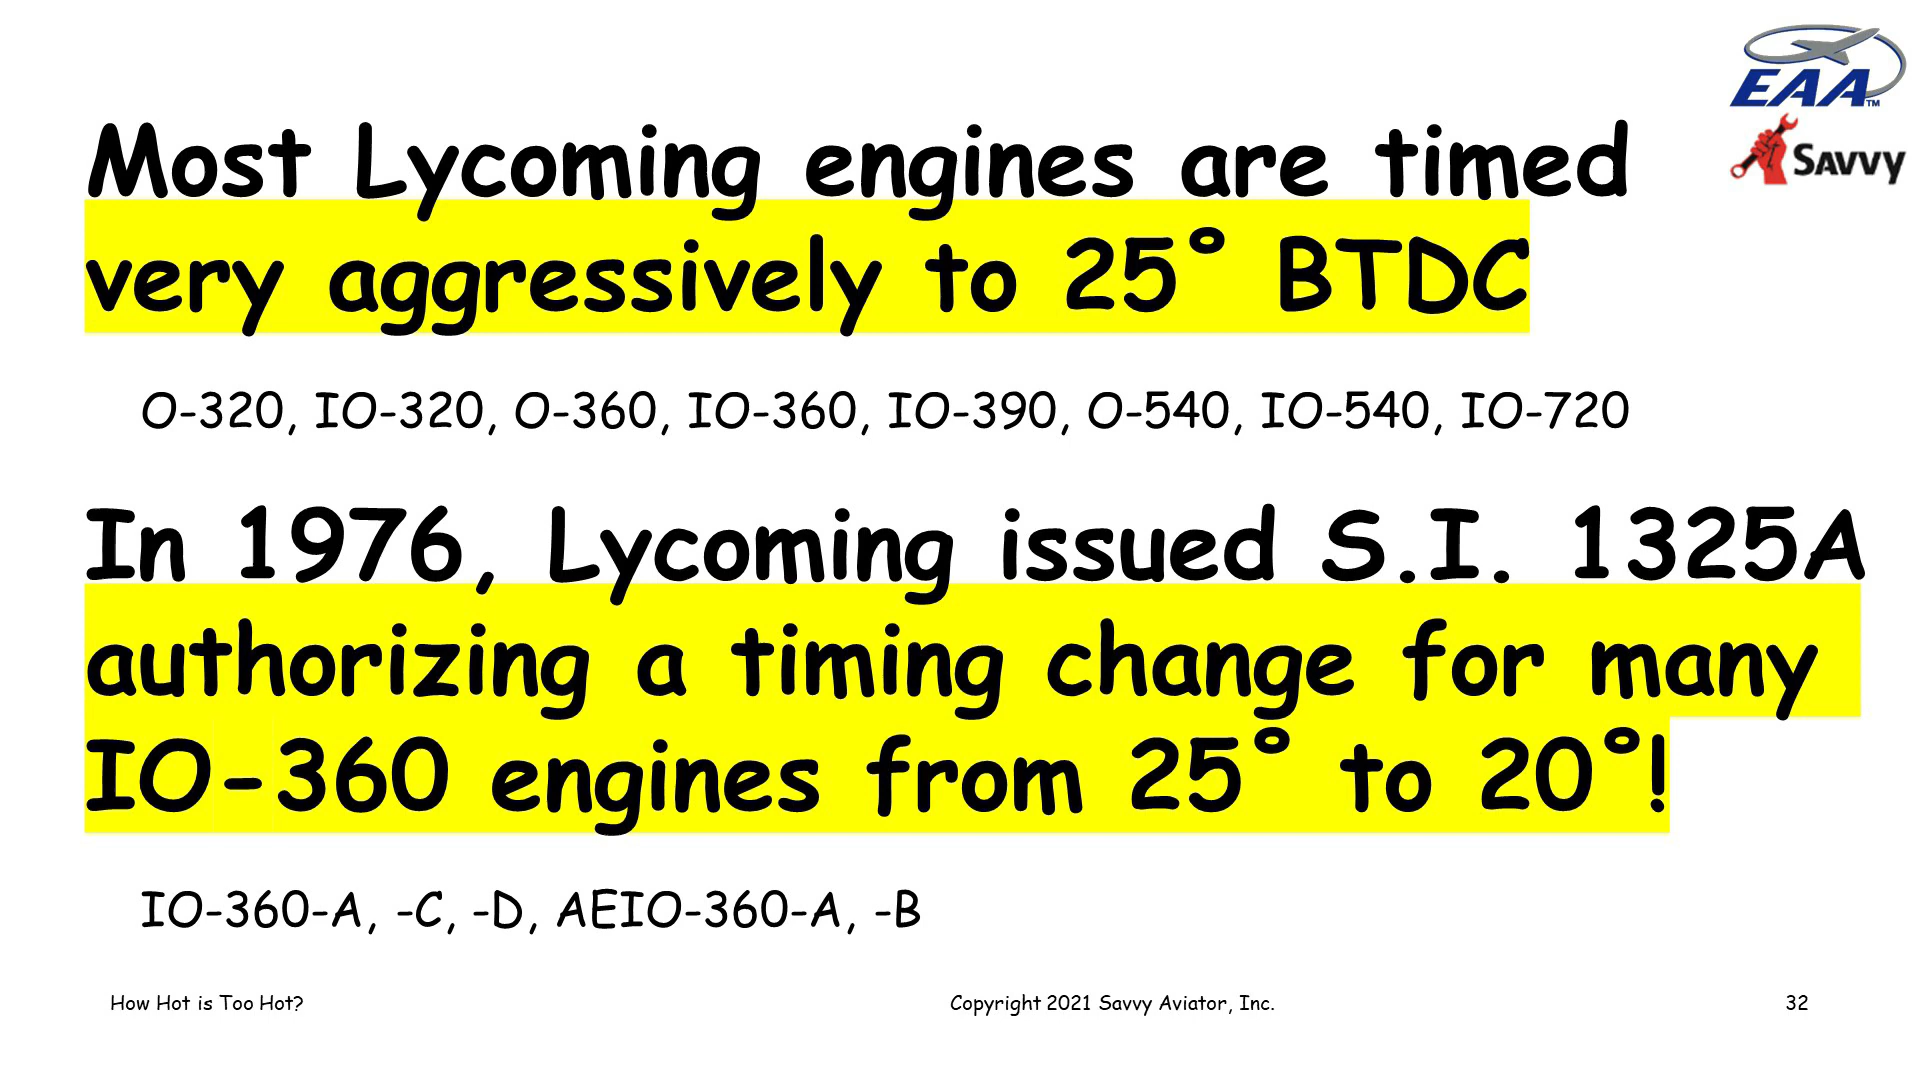 EAA™
SAVVY
Most Lycoming engines are timed
very aggressively to 25° BTDC
O-320, IO-320, O-360, IO-360, IO-390, O-540, IO-540, IO-720
In 1976, Lycoming issued S.I. 1325A
authorizing a timing change for many
IO-360 engines from 25° to 20°!
IO-360-A, -C, -D, AEIO-360-A, -B
How Hot is Too Hot?
Copyright 2021 Savvy Aviator, Inc.
32